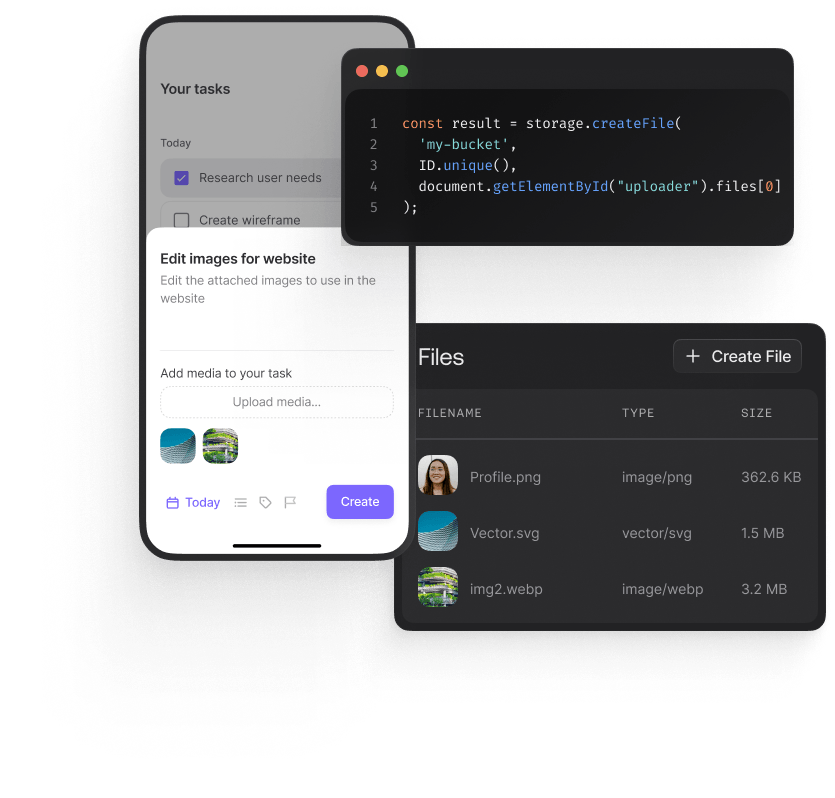 Your tasks
Today
Research user needs
Create wireframe
Edit images for website
Edit the attached images to use in the
website
Add media to your task
Upload media...
Today
Create
1 const result = storage.createFile(
2 'my-bucket',
3 ID.unique(),
4 document.getElementById("uploader").files[0]
5 );
Files
+ Create File
FILENAME TYPE SIZE
Profile.png image/png 362.6 KB
Vector.svg vector/svg 1.5 MB
img2.webp image/webp 3.2 MB